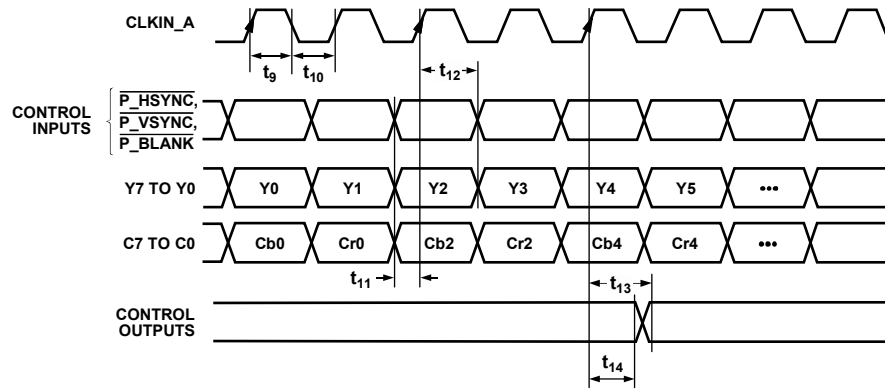 CLKIN_A
t9
t10
t12
CONTROL INPUTS
P_HSYNC,
P_VSYNC,
P_BLANK
Y7 TO Y0
Y0 Y1 Y2 Y3 Y4 Y5 •••
C7 TO C0
Cb0 Cr0 Cb2 Cr2 Cb4 Cr4 •••
t11
t13
CONTROL OUTPUTS
t14